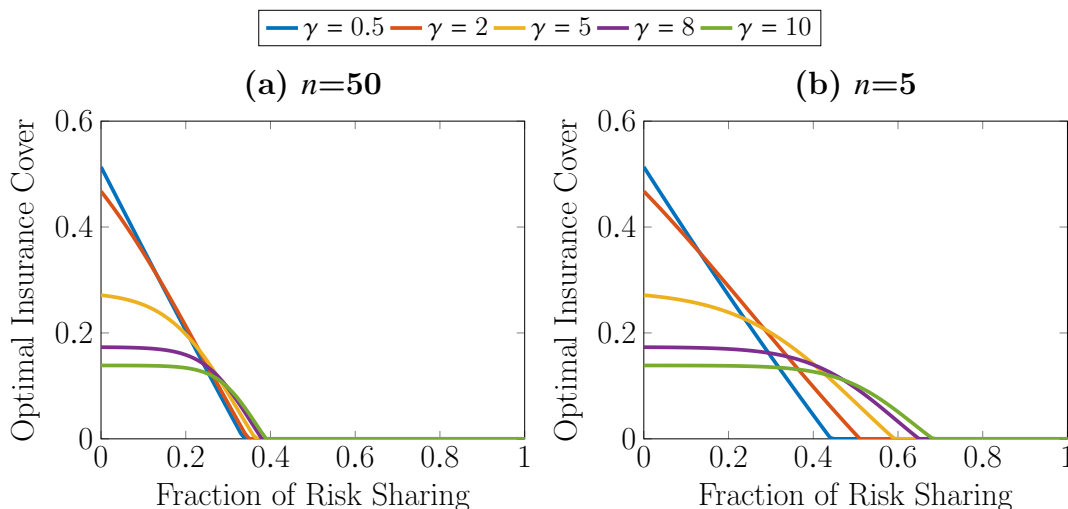 γ = 0.5 γ = 2 γ = 5 γ = 8 γ = 10
(a) n=50
(b) n=5
Optimal Insurance Cover
0.6
0.4
0.2
0
0 0.2 0.4 0.6 0.8 1
Fraction of Risk Sharing
Optimal Insurance Cover
0.6
0.4
0.2
0
0 0.2 0.4 0.6 0.8 1
Fraction of Risk Sharing